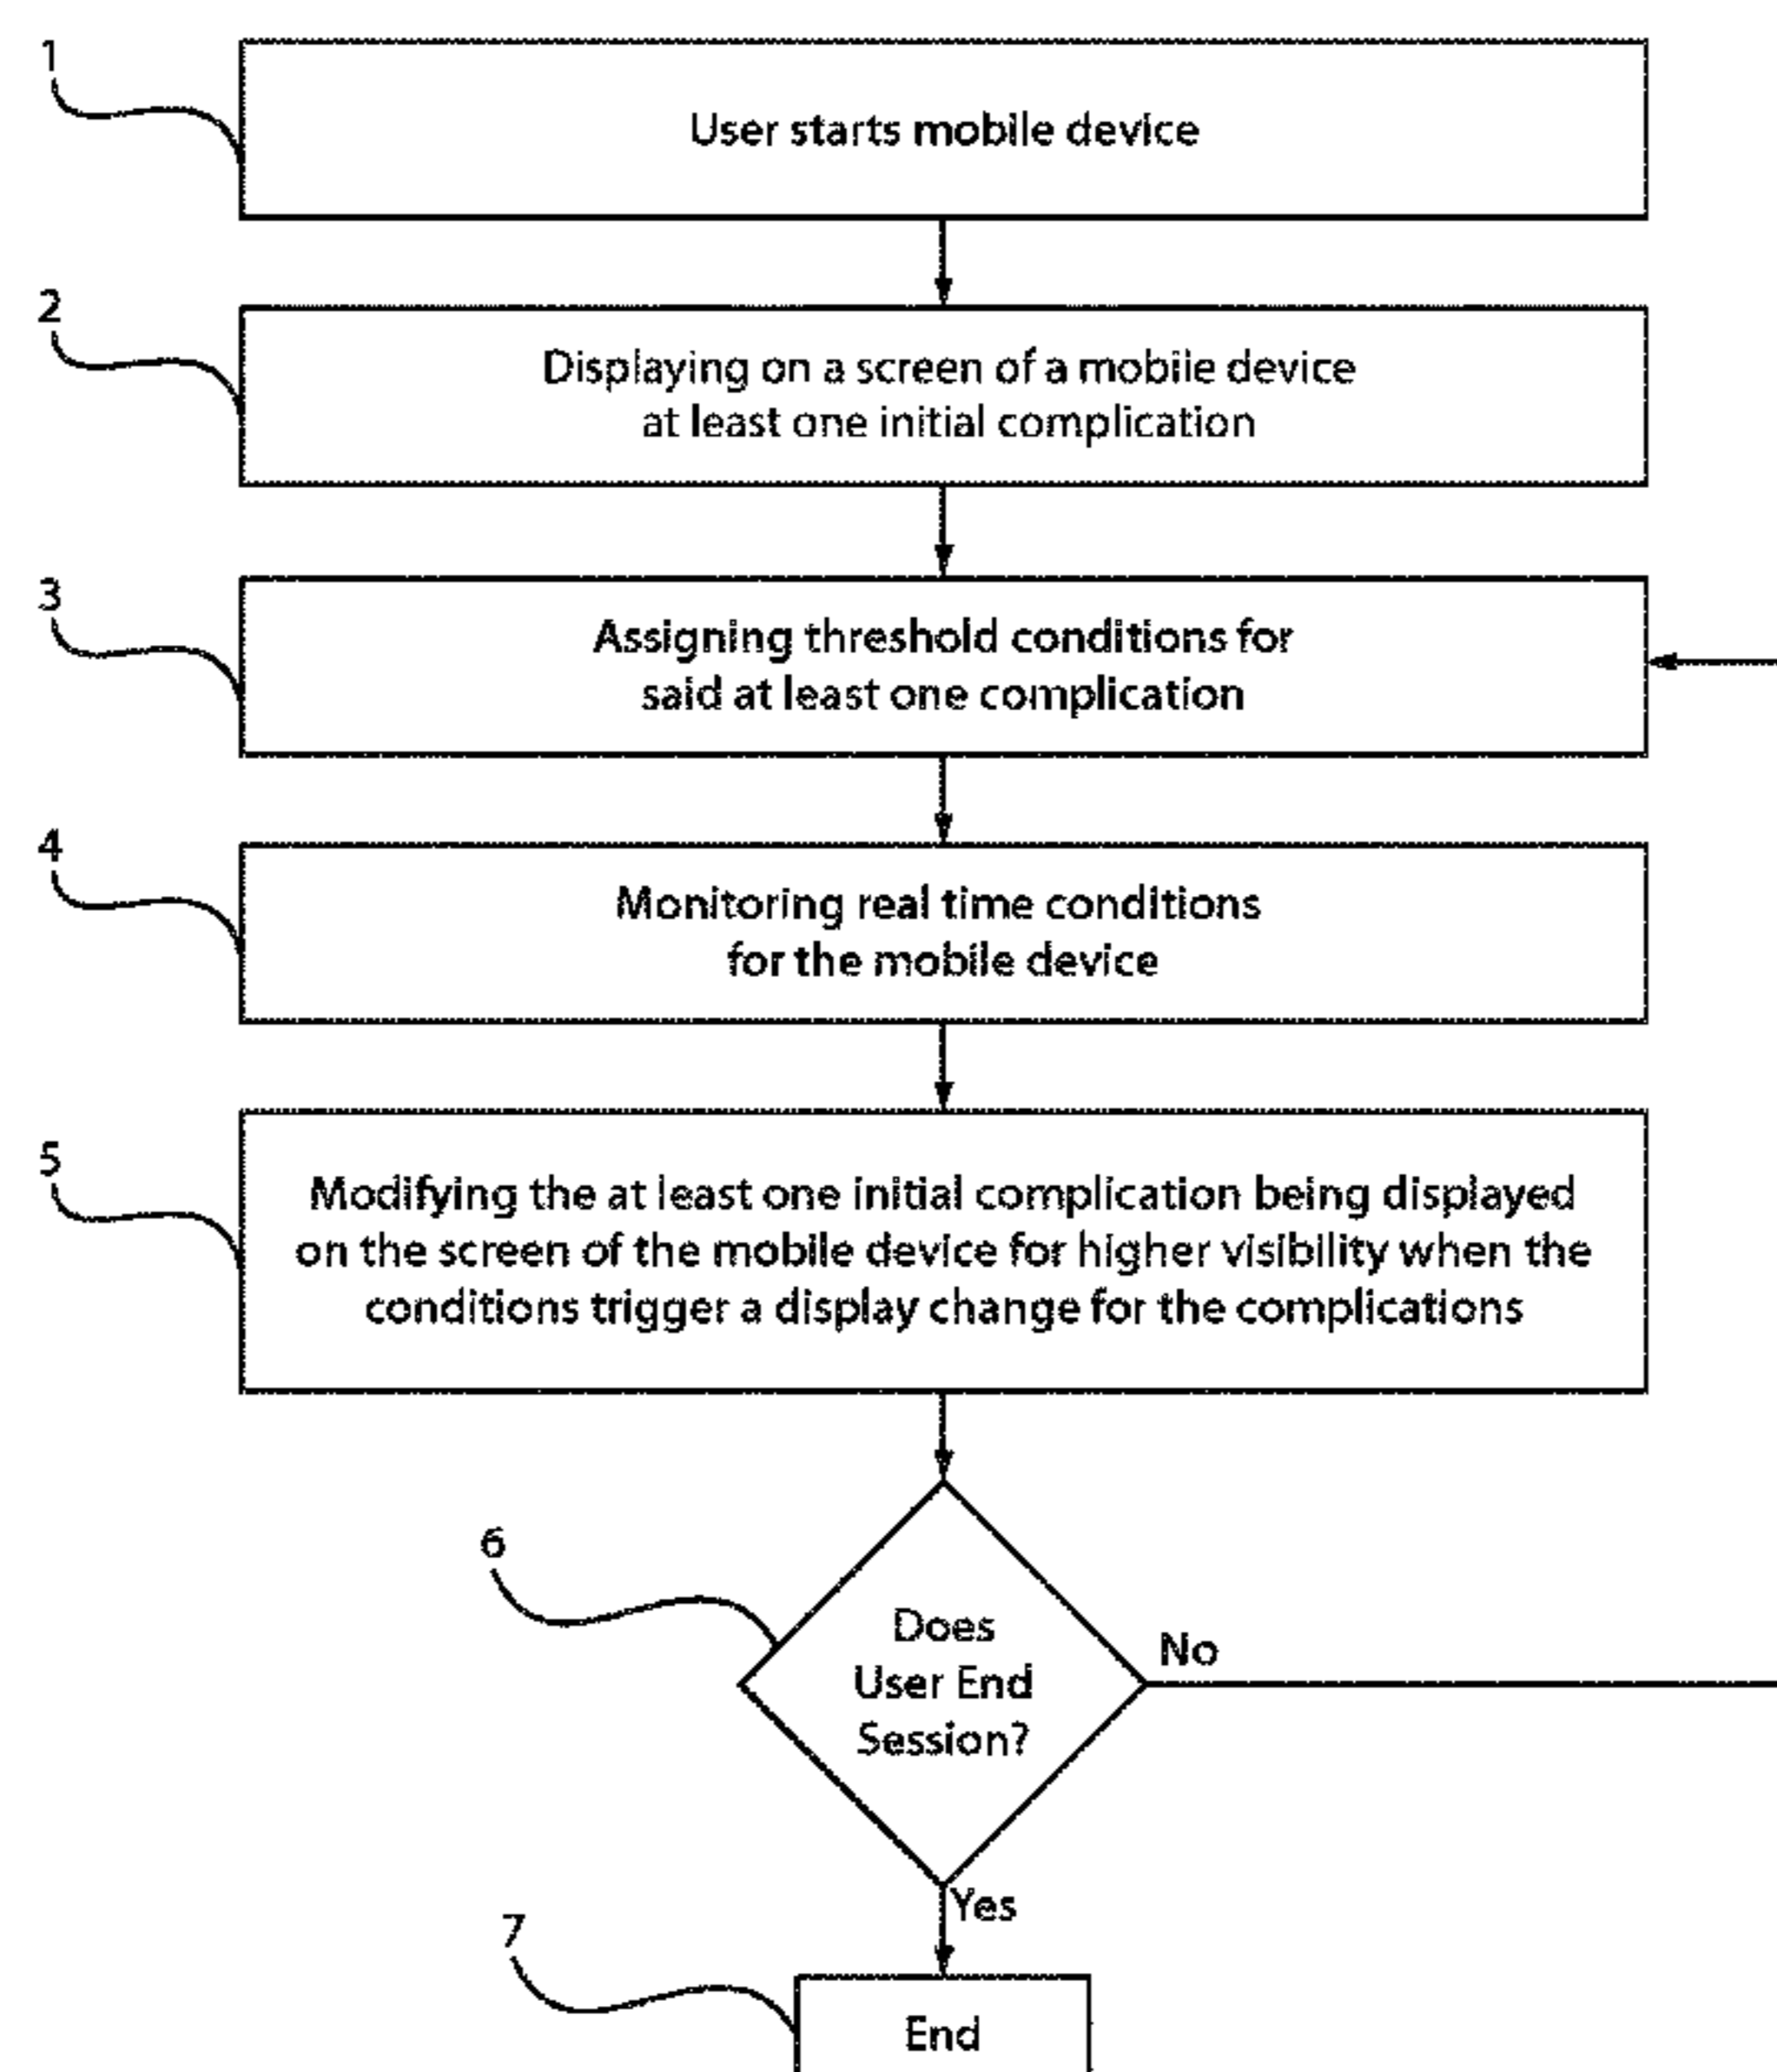 1
User starts mobile device
2
Displaying on a screen of a mobile device
at least one initial complication
3
Assigning threshold conditions for
said at least one complication
4
Monitoring real time conditions
for the mobile device
5
Modifying the at least one initial complication being displayed
on the screen of the mobile device for higher visibility when the
conditions trigger a display change for the complications
6
Does
User End
Session?
No
Yes
7
End